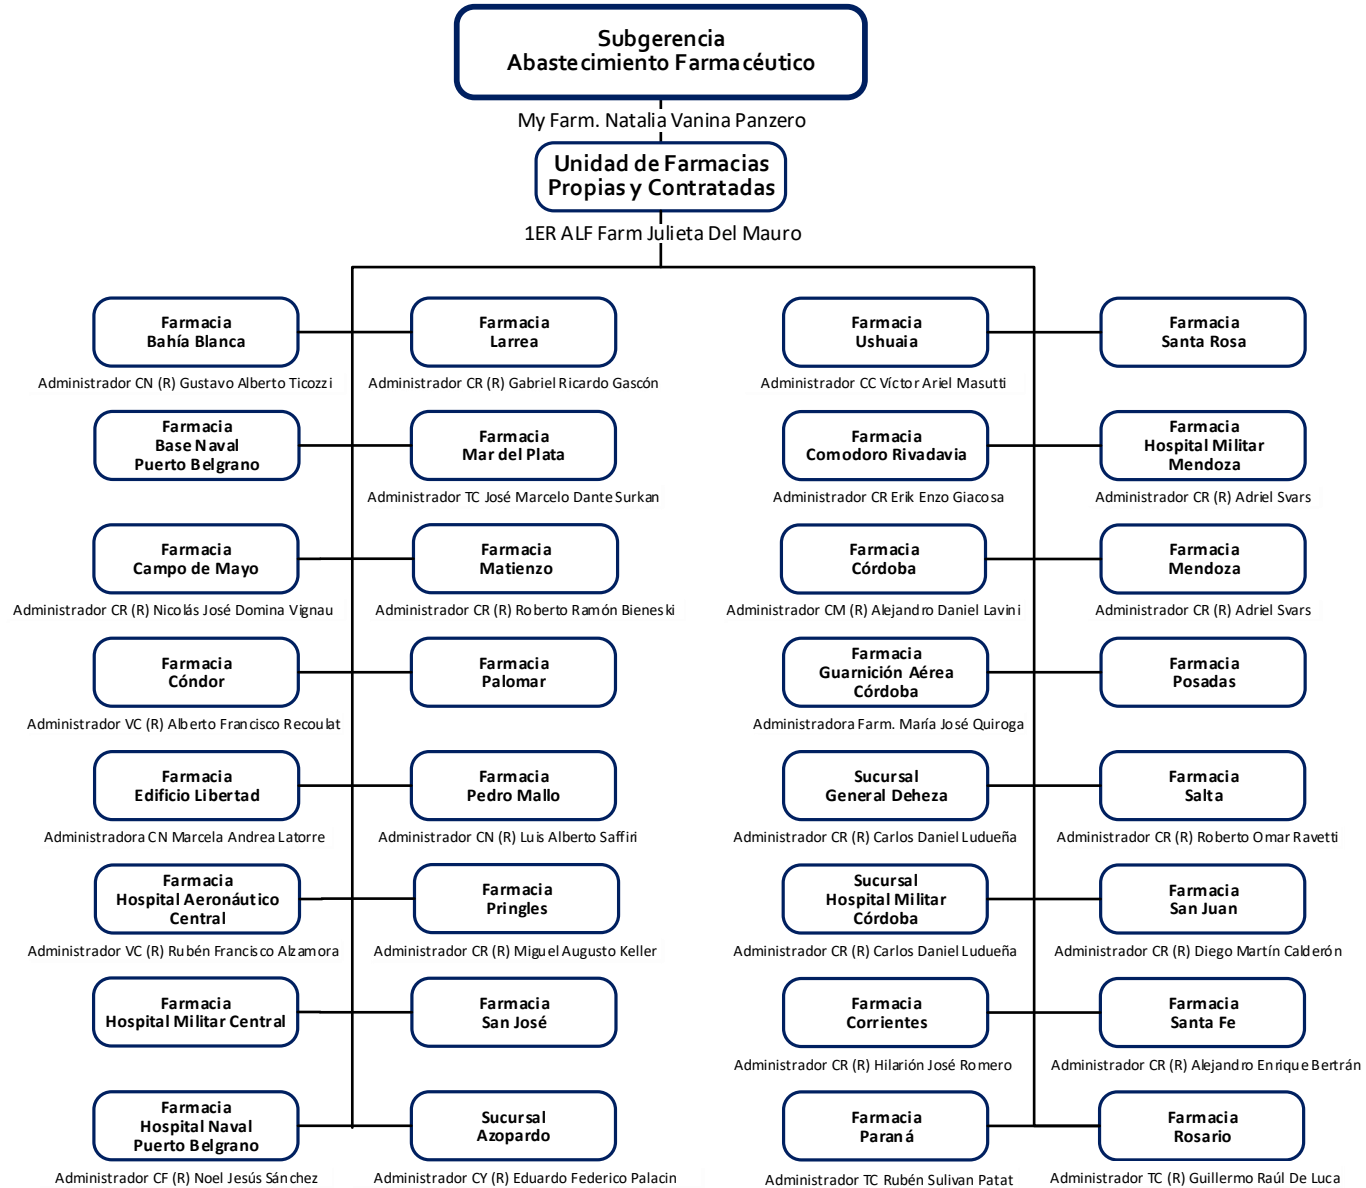 Subgerencia
Abastecimiento Farmacéutico
My Farm. Natalia Vanina Panzero
Unidad de Farmacias
Propias y Contratadas
1ER ALF Farm Julieta Del Mauro
Farmacia
Bahía Blanca
Administrador CN (R) Gustavo Alberto Ticozzi
Farmacia
Larrea
Administrador CR (R) Gabriel Ricardo Gascón
Farmacia
Ushuaia
Administrador CC Víctor Ariel Masutti
Farmacia
Santa Rosa
Farmacia
Base Naval
Puerto Belgrano
Farmacia
Mar del Plata
Administrador TC José Marcelo Dante Surkan
Farmacia
Comodoro Rivadavia
Administrador CR Erik Enzo Giacosa
Farmacia
Hospital Militar
Mendoza
Administrador CR (R) Adriel Svars
Farmacia
Campo de Mayo
Administrador CR (R) Nicolás José Domina Vignau
Farmacia
Matienzo
Administrador CR (R) Roberto Ramón Bieneski
Farmacia
Córdoba
Administrador CM (R) Alejandro Daniel Lavini
Farmacia
Mendoza
Administrador CR (R) Adriel Svars
Farmacia
Cóndor
Administrador VC (R) Alberto Francisco Recoulat
Farmacia
Palomar
Farmacia
Guarnición Aérea
Córdoba
Administradora Farm. María José Quiroga
Farmacia
Posadas
Farmacia
Edificio Libertad
Administradora CN Marcela Andrea Latorre
Farmacia
Pedro Mallo
Administrador CN (R) Luis Alberto Saffiri
Sucursal
General Deheza
Administrador CR (R) Carlos Daniel Ludueña
Farmacia
Salta
Administrador CR (R) Roberto Omar Ravetti
Farmacia
Hospital Aeronáutico
Central
Administrador VC (R) Rubén Francisco Alzamora
Farmacia
Pringles
Administrador CR (R) Miguel Augusto Keller
Sucursal
Hospital Militar
Córdoba
Administrador CR (R) Carlos Daniel Ludueña
Farmacia
San Juan
Administrador CR (R) Diego Martín Calderón
Farmacia
Hospital Militar Central
Farmacia
San José
Farmacia
Corrientes
Administrador CR (R) Hilarión José Romero
Farmacia
Santa Fe
Administrador CR (R) Alejandro Enrique Bertrán
Farmacia
Hospital Naval
Puerto Belgrano
Administrador CF (R) Noel Jesús Sánchez
Sucursal
Azopardo
Administrador CY (R) Eduardo Federico Palacin
Farmacia
Paraná
Administrador TC Rubén Sulivan Patat
Farmacia
Rosario
Administrador TC (R) Guillermo Raúl De Luca